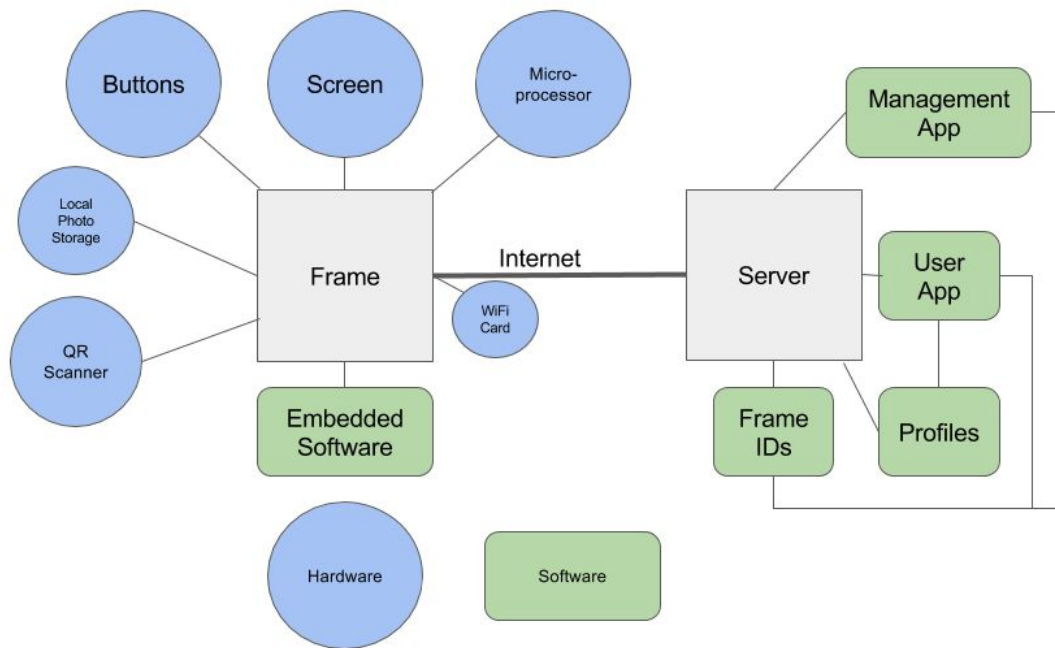 Buttons
Screen
Micro-
processor
Management
App
Local
Photo
Storage
Frame
Internet
Server
User
App
WiFi
Card
QR
Scanner
Embedded
Software
Frame
IDs
Profiles
Hardware
Software